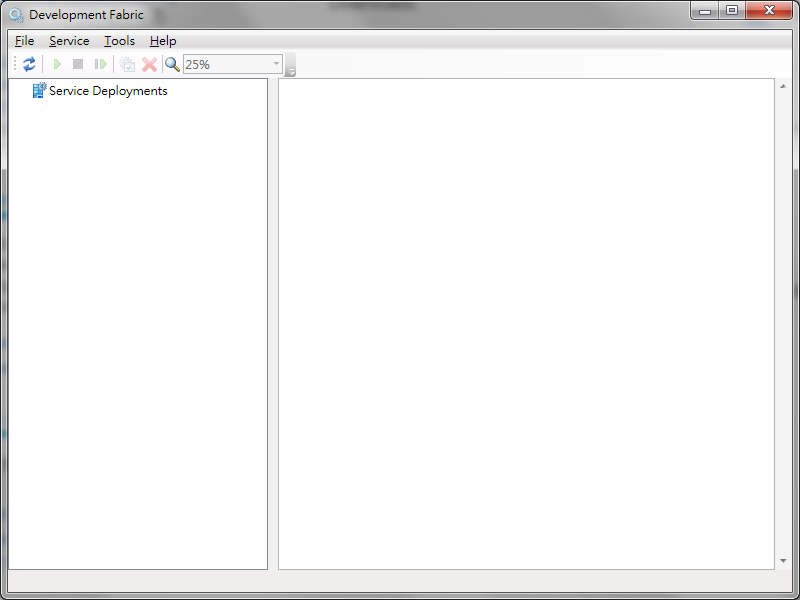 Development Fabric
File Service Tools Help
25%
Service Deployments